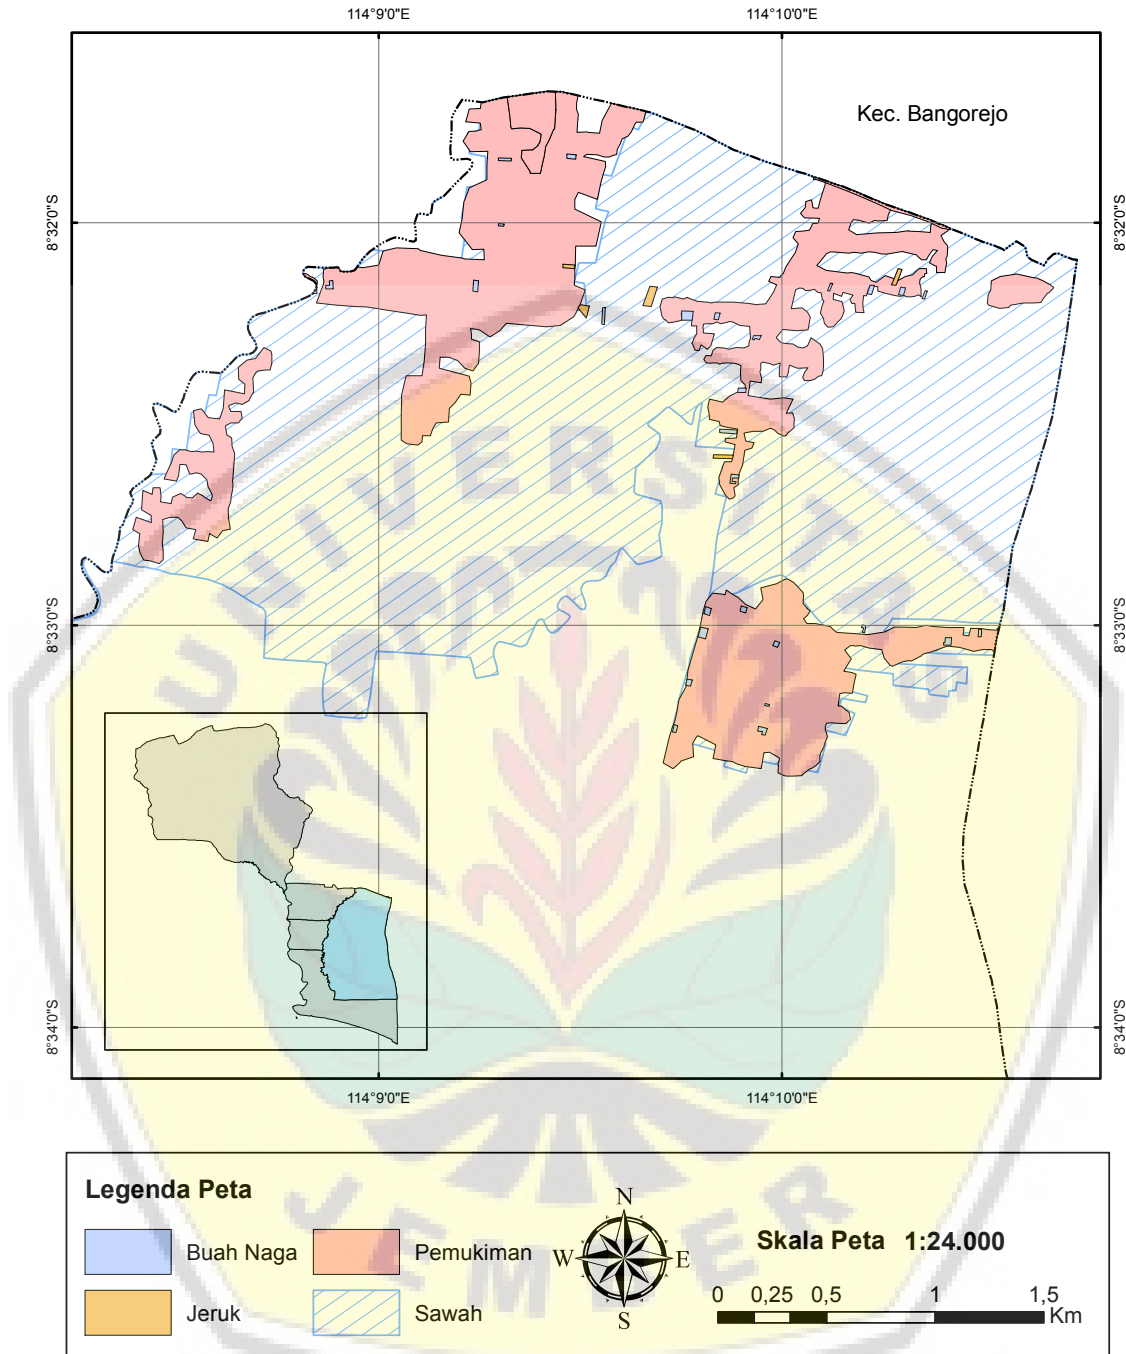 114°9'0"E 114°10'0"E
Kec. Bangorejo
8°32'0"S 8°32'0"S
8°33'0"S 8°33'0"S
8°34'0"S 8°34'0"S
114°9'0"E 114°10'0"E
UNIVERSITAS
JEMBER
Legenda Peta
Buah Naga Pemukiman
Jeruk Sawah
N
W E
S
Skala Peta 1:24.000
0 0,25 0,5 1 1,5
Km